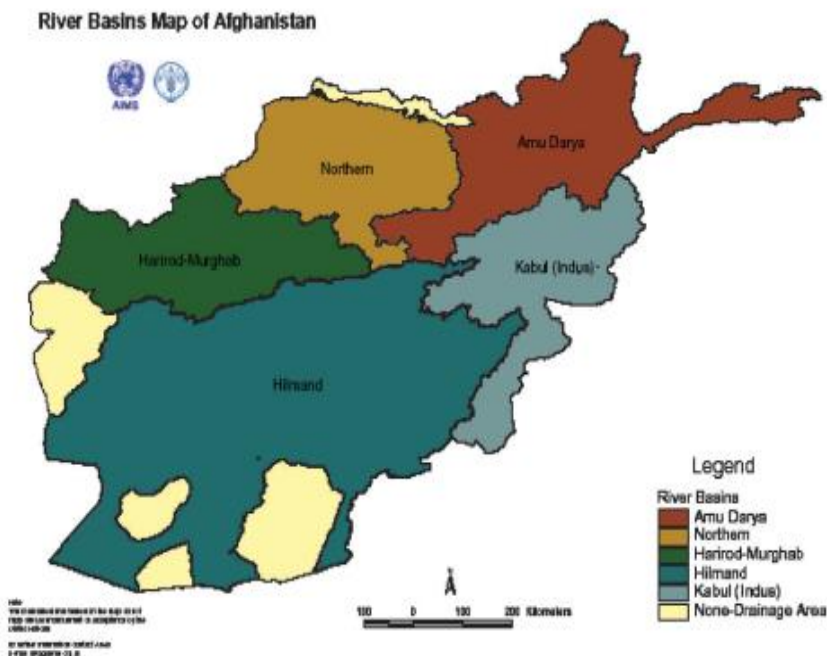 River Basins Map of Afghanistan
AIMS
Amu Darya
Northern
Harirod-Murghab
Kabul (Indus)
Hilmand
Legend
River Basins
Amu Darya
Northern
Harirod-Murghab
Hilmand
Kabul (Indus)
None-Drainage Area
100 0 100 200 Kilometers